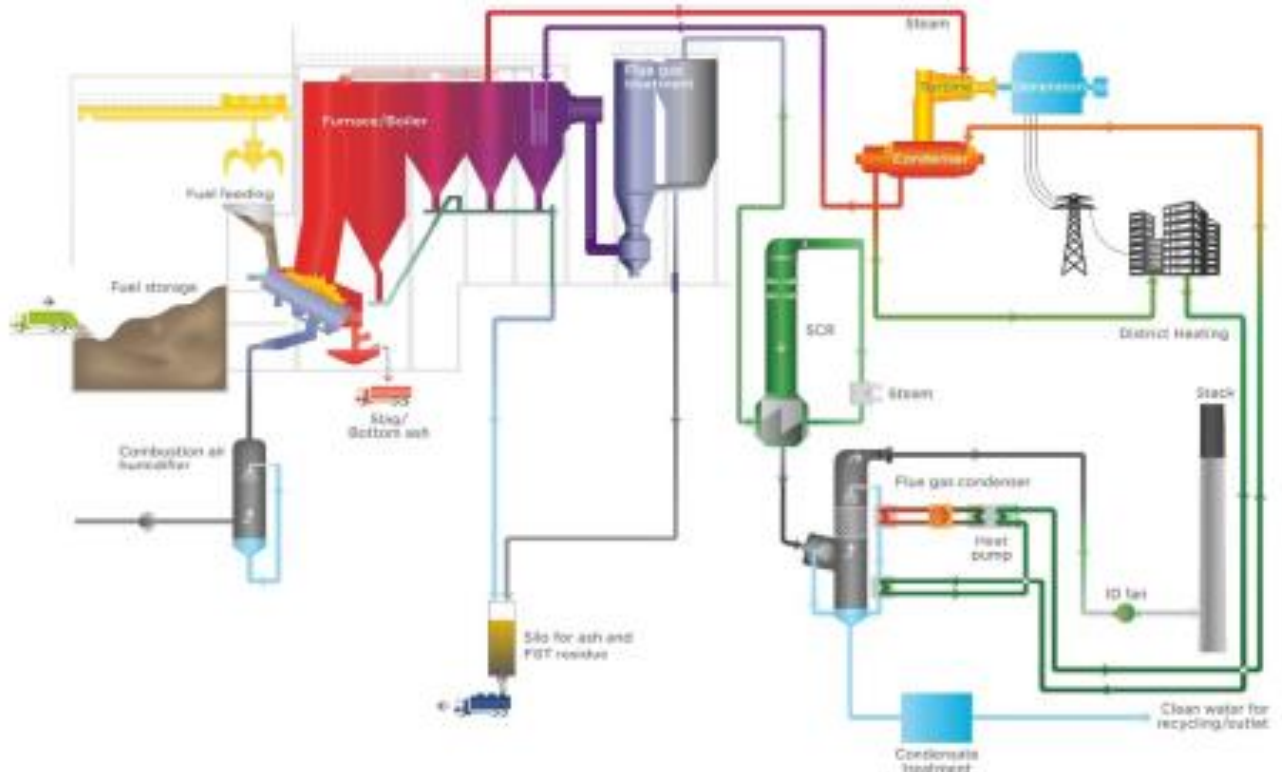 Steam
Flue gas
treatment
Turbine
Generator
Furnace/Boiler
Condenser
Fuel feeding
Fuel storage
SCR
District Heating
Steam
Stack
Slag/
Bottom ash
Combustion air
humidifier
Flue gas condenser
Heat
pump
ID fan
Silo for ash and
FGT residue
Clean water for
recycling/outlet
Condensate
treatment